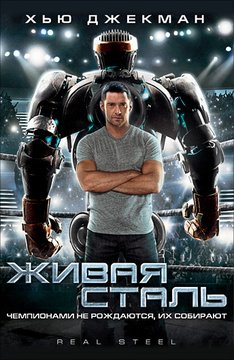 ХЬЮ ДЖЕКМАН
ЖИВАЯ
СТАЛЬ
ЧЕМПИОНАМИ НЕ РОЖДАЮТСЯ, ИХ СОБИРАЮТ
REAL STEEL